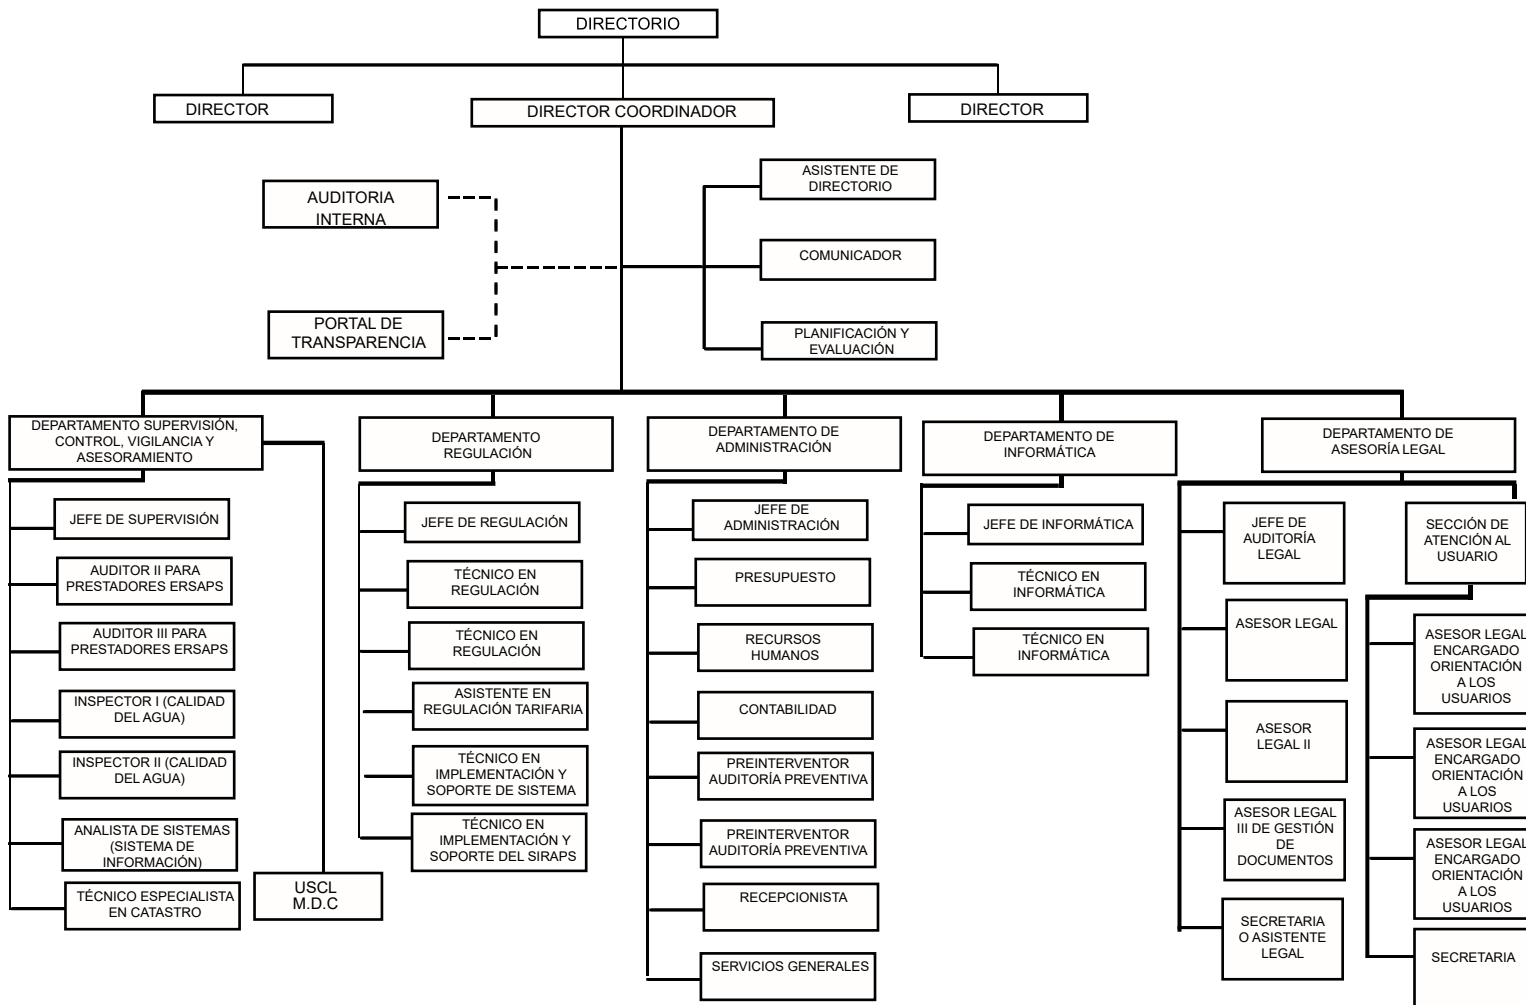 DIRECTORIO
DIRECTOR
DIRECTOR COORDINADOR
DIRECTOR
AUDITORIA
INTERNA
PORTAL DE
TRANSPARENCIA
ASISTENTE DE
DIRECTORIO
COMUNICADOR
PLANIFICACIÓN Y
EVALUACIÓN
DEPARTAMENTO SUPERVISIÓN,
CONTROL, VIGILANCIA Y
ASESORAMIENTO
JEFE DE SUPERVISIÓN
AUDITOR II PARA
PRESTADORES ERSAPS
AUDITOR III PARA
PRESTADORES ERSAPS
INSPECTOR I (CALIDAD
DEL AGUA)
INSPECTOR II (CALIDAD
DEL AGUA)
ANALISTA DE SISTEMAS
(SISTEMA DE
INFORMACIÓN)
TÉCNICO ESPECIALISTA
EN CATASTRO
USCL
M.D.C
DEPARTAMENTO
REGULACIÓN
JEFE DE REGULACIÓN
TÉCNICO EN
REGULACIÓN
TÉCNICO EN
REGULACIÓN
ASISTENTE EN
REGULACIÓN TARIFARIA
TÉCNICO EN
IMPLEMENTACIÓN Y
SOPORTE DE SISTEMA
TÉCNICO EN
IMPLEMENTACIÓN Y
SOPORTE DEL SIRAPS
DEPARTAMENTO DE
ADMINISTRACIÓN
JEFE DE
ADMINISTRACIÓN
PRESUPUESTO
RECURSOS
HUMANOS
CONTABILIDAD
PREINTERVENTOR
AUDITORÍA PREVENTIVA
PREINTERVENTOR
AUDITORÍA PREVENTIVA
RECEPCIONISTA
SERVICIOS GENERALES
DEPARTAMENTO DE
INFORMÁTICA
JEFE DE INFORMÁTICA
TÉCNICO EN
INFORMÁTICA
TÉCNICO EN
INFORMÁTICA
DEPARTAMENTO DE
ASESORÍA LEGAL
JEFE DE
AUDITORÍA
LEGAL
ASESOR LEGAL
ASESOR
LEGAL II
ASESOR LEGAL
III DE GESTIÓN
DE
DOCUMENTOS
SECRETARIA
O ASISTENTE
LEGAL
SECCIÓN DE
ATENCIÓN AL
USUARIO
ASESOR LEGAL
ENCARGADO
ORIENTACIÓN
A LOS
USUARIOS
ASESOR LEGAL
ENCARGADO
ORIENTACIÓN
A LOS
USUARIOS
ASESOR LEGAL
ENCARGADO
ORIENTACIÓN
A LOS
USUARIOS
SECRETARIA